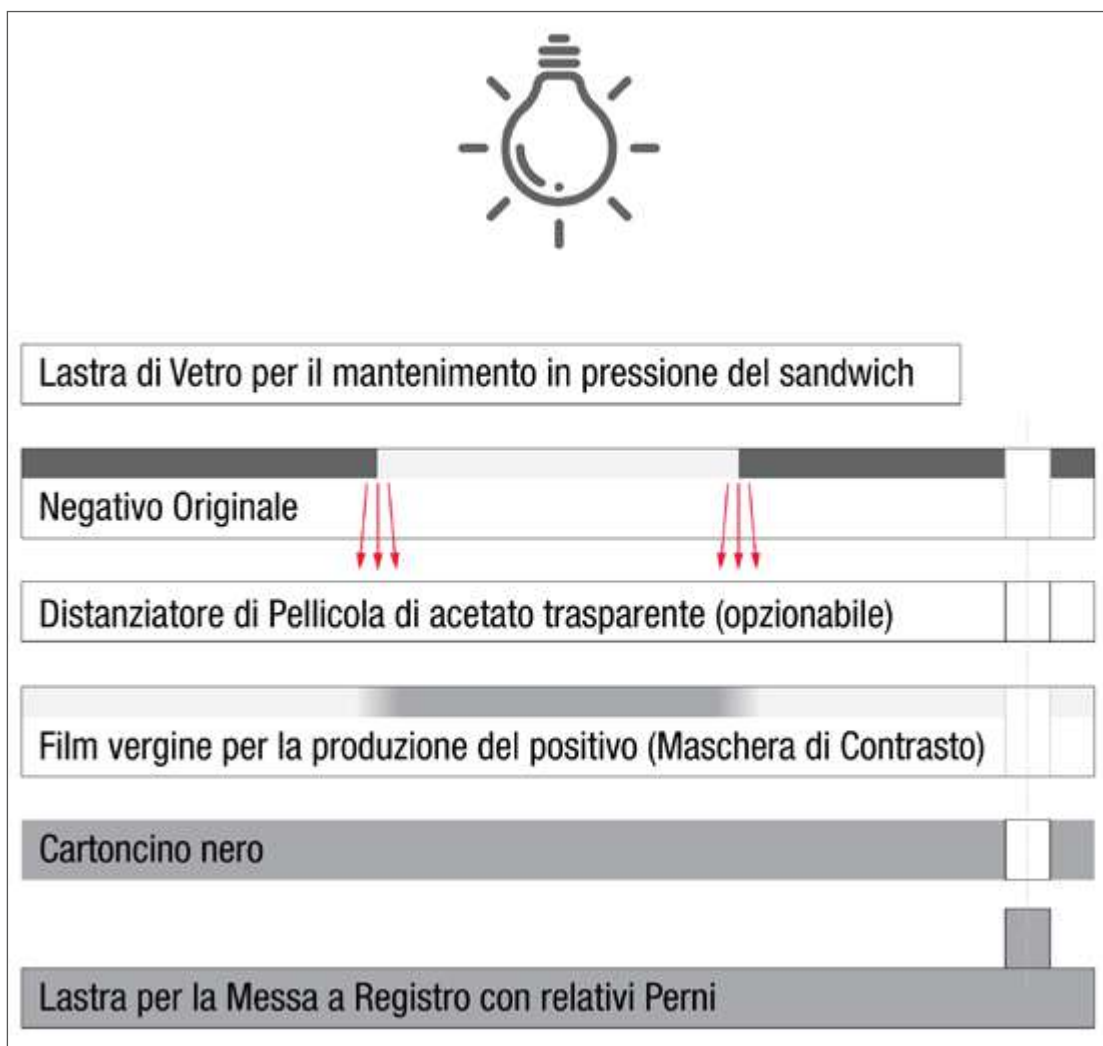 Lastra di Vetro per il mantenimento in pressione del sandwich
Negativo Originale
Distanziatore di Pellicola di acetato trasparente (opzionabile)
Film vergine per la produzione del positivo (Maschera di Contrasto)
Cartoncino nero
Lastra per la Messa a Registro con relativi Perni